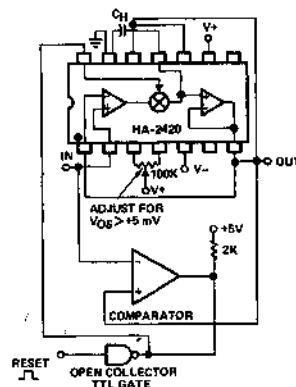 CH
V+
HA-2420
IN
100K
V-
OUT
V+
ADJUST FOR
VOS > +5 mV
+5V
2K
-
+
COMPARATOR
RESET
OPEN COLLECTOR
TTL GATE